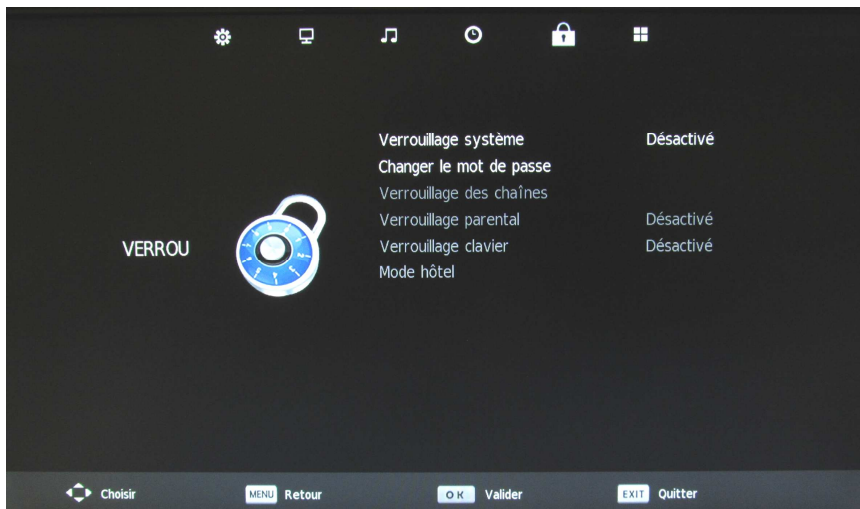 Verrouillage système Désactivé
Changer le mot de passe
Verrouillage des chaînes
Verrouillage parental Désactivé
VERROU
Verrouillage clavier Désactivé
Mode hôtel
Choisir MENU Retour OK Valider EXIT Quitter